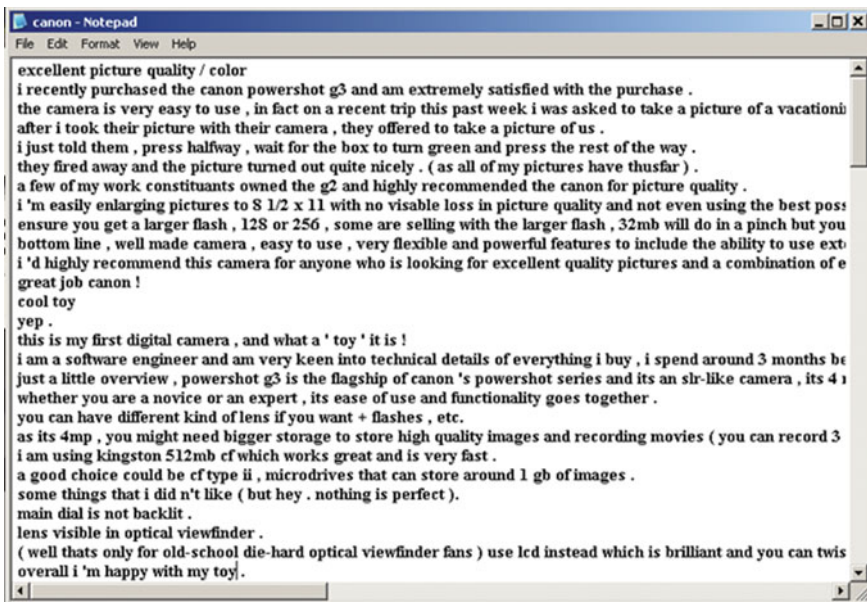 canon - Notepad
File Edit Format View Help
excellent picture quality / color
i recently purchased the canon powershot g3 and am extremely satisfied with the purchase .
the camera is very easy to use , in fact on a recent trip this past week i was asked to take a picture of a
after i took their picture with their camera , they offered to take a picture of us .
i just told them , press halfway , wait for the box to turn green and press the rest of the way .
they fired away and the picture turned out quite nicely . ( as all of my pictures have thusfar ) .
a few of my work constituants owned the g2 and highly recommended the canon for picture quality .
i 'm easily enlarging pictures to 8 1/2 x 11 with no visable loss in picture quality and not even using the best
ensure you get a larger flash , 128 or 256 , some are selling with the larger flash , 32mb will do in a pinch but you
bottom line , well made camera , easy to use , very flexible and powerful features to include the ability to use
i 'd highly recommend this camera for anyone who is looking for excellent quality pictures and a combination of
great job canon !
cool toy
yep .
this is my first digital camera , and what a ' toy ' it is !
i am a software engineer and am very keen into technical details of everything i buy , i spend around 3 months
just a little overview , powershot g3 is the flagship of canon 's powershot series and its an slr-like camera , its 4
whether you are a novice or an expert , its ease of use and functionality goes together .
you can have different kind of lens if you want + flashes , etc.
as its 4mp , you might need bigger storage to store high quality images and recording movies ( you can record 3
i am using kingston 512mb cf which works great and is very fast .
a good choice could be cf type ii , microdrives that can store around 1 gb of images .
some things that i did n't like ( but hey . nothing is perfect ).
main dial is not backlit .
lens visible in optical viewfinder .
( well thats only for old-school die-hard optical viewfinder fans ) use lcd instead which is brilliant and you can
overall i 'm happy with my toy .